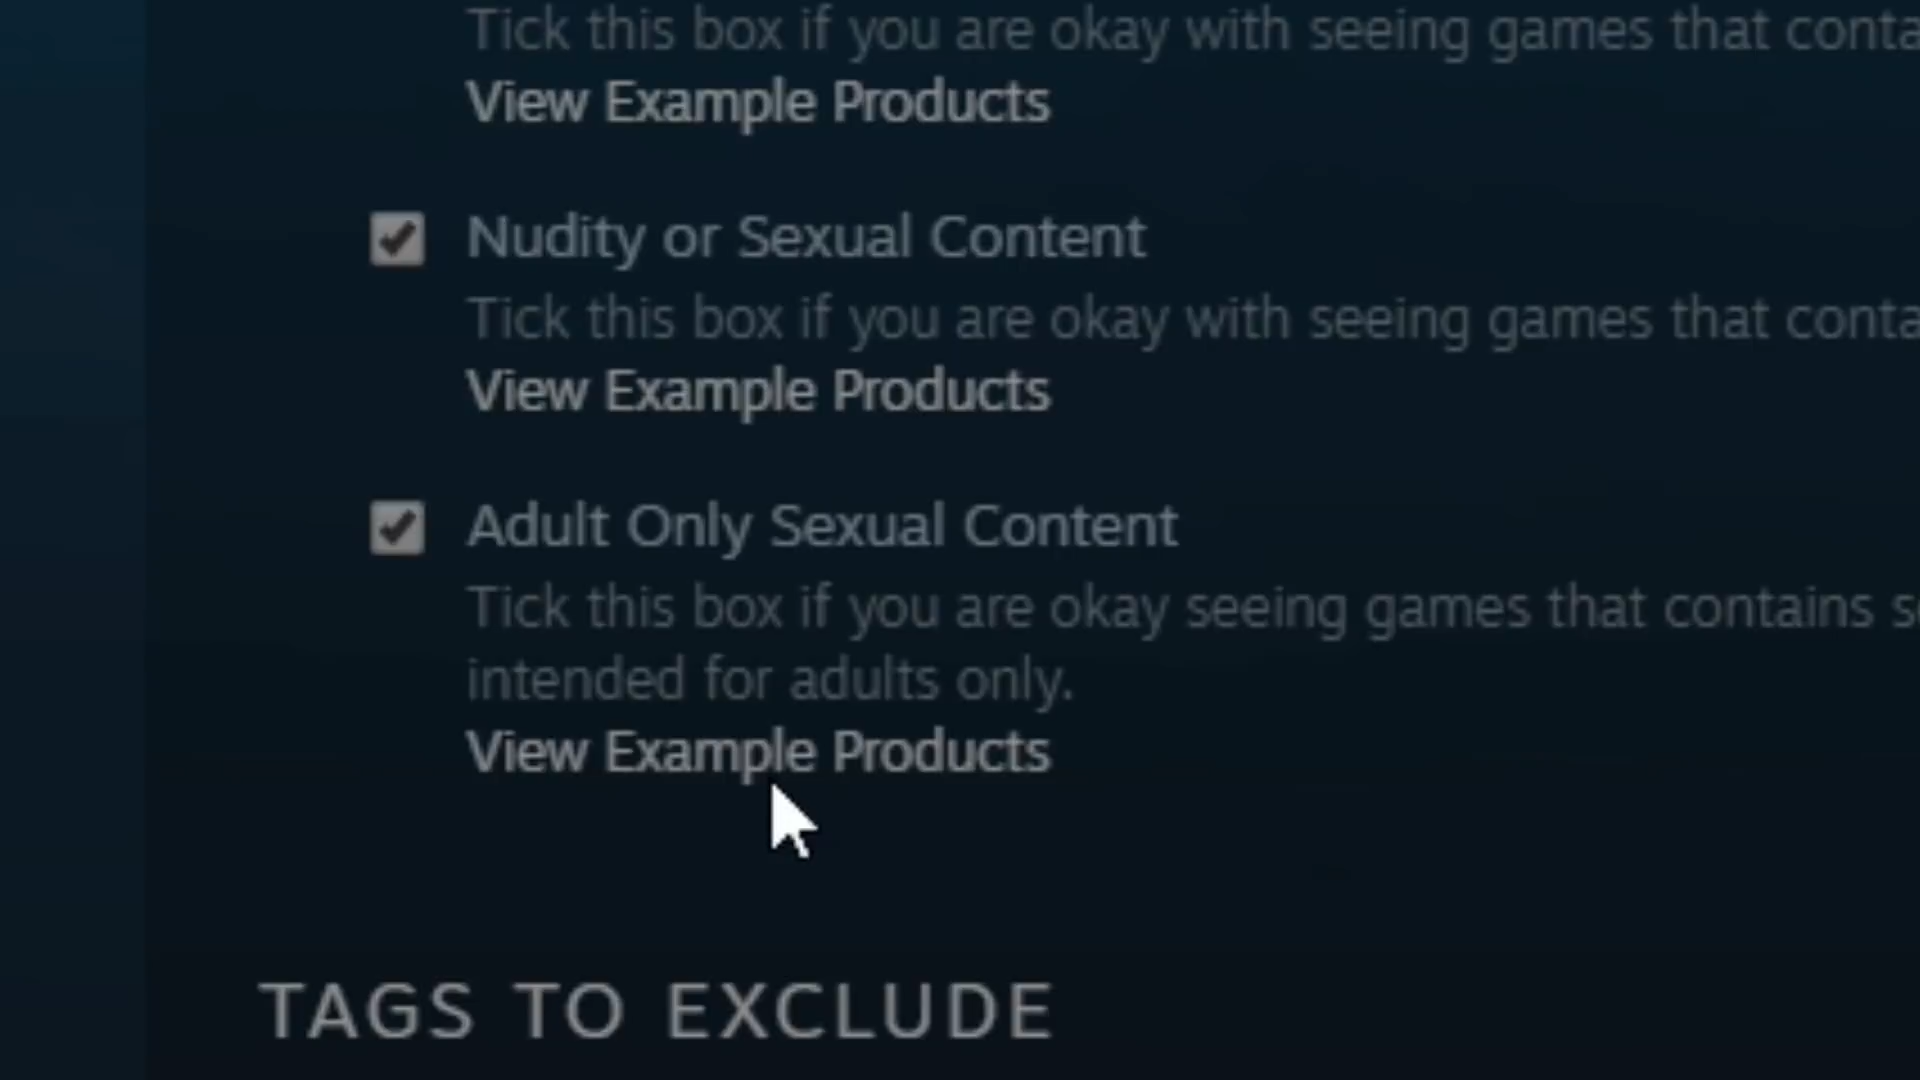 Tick this box if you are okay with seeing games that
View Example Products
Nudity or Sexual Content
Tick this box if you are okay with seeing games that
View Example Products
Adult Only Sexual Content
Tick this box if you are okay seeing games that contains
intended for adults only.
View Example Products
TAGS TO EXCLUDE